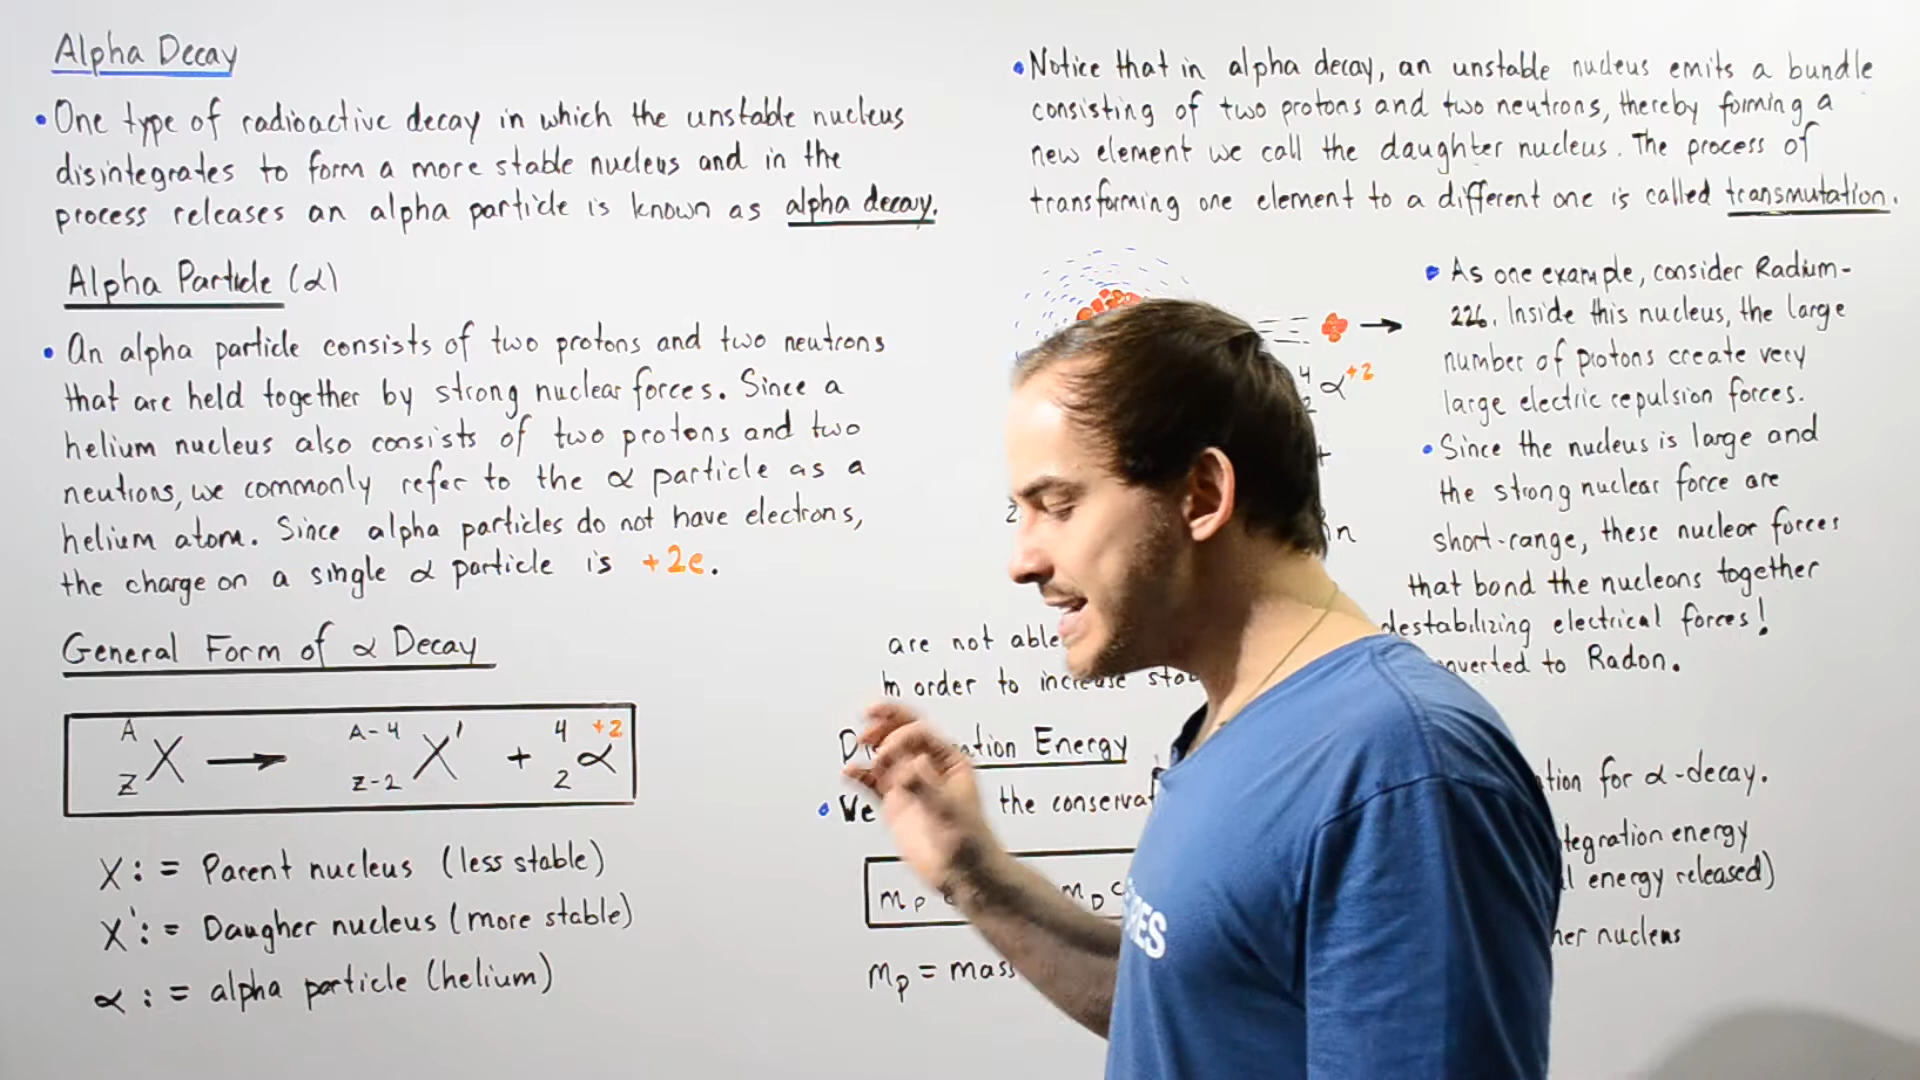 Alpha Decay
• One type of radioactive decay in which the unstable nucleus
disintegrates to form a more stable nucleus and in the
process releases an alpha particle is known as alpha decay.
Alpha Particle (α)
• An alpha particle consists of two protons and two neutrons
that are held together by strong nuclear forces. Since a
helium nucleus also consists of two protons and two
neutrons, we commonly refer to the α particle as a
helium atom. Since alpha particles do not have electrons,
the charge on a single α particle is +2e.
General Form of α Decay
A Z X → A-4 Z-2 X' + 4 2 α +2
X : = Parent nucleus (less stable)
X' : = Daugher nucleus (more stable)
α : = alpha particle (helium)
• Notice that in alpha decay, an unstable nucleus emits a bundle
consisting of two protons and two neutrons, thereby forming a
new element we call the daughter nucleus. The process of
transforming one element to a different one is called transmutation.
4 2 α +2
+
• As one example, consider Radium-
226. Inside this nucleus, the large
number of protons create very
large electric repulsion forces.
• Since the nucleus is large and
the strong nuclear force are
short-range, these nuclear forces
that bond the nucleons together
are not able destabilizing electrical forces!
In order to increase to Radon.
Energy
• We the
for α-decay.
mP mD c
energy
energy released)
mP = mass nucleus